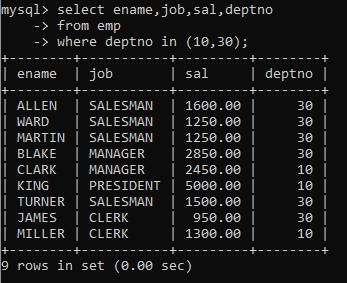 mysql> select ename,job,sal,deptno
    -> from emp
    -> where deptno in (10,30);
+--------+-----------+---------+--------+
| ename  | job       | sal     | deptno |
+--------+-----------+---------+--------+
| ALLEN  | SALESMAN  | 1600.00 |     30 |
| WARD   | SALESMAN  | 1250.00 |     30 |
| MARTIN | SALESMAN  | 1250.00 |     30 |
| BLAKE  | MANAGER   | 2850.00 |     30 |
| CLARK  | MANAGER   | 2450.00 |     10 |
| KING   | PRESIDENT | 5000.00 |     10 |
| TURNER | SALESMAN  | 1500.00 |     30 |
| JAMES  | CLERK     |  950.00 |     30 |
| MILLER | CLERK     | 1300.00 |     10 |
+--------+-----------+---------+--------+
9 rows in set (0.00 sec)